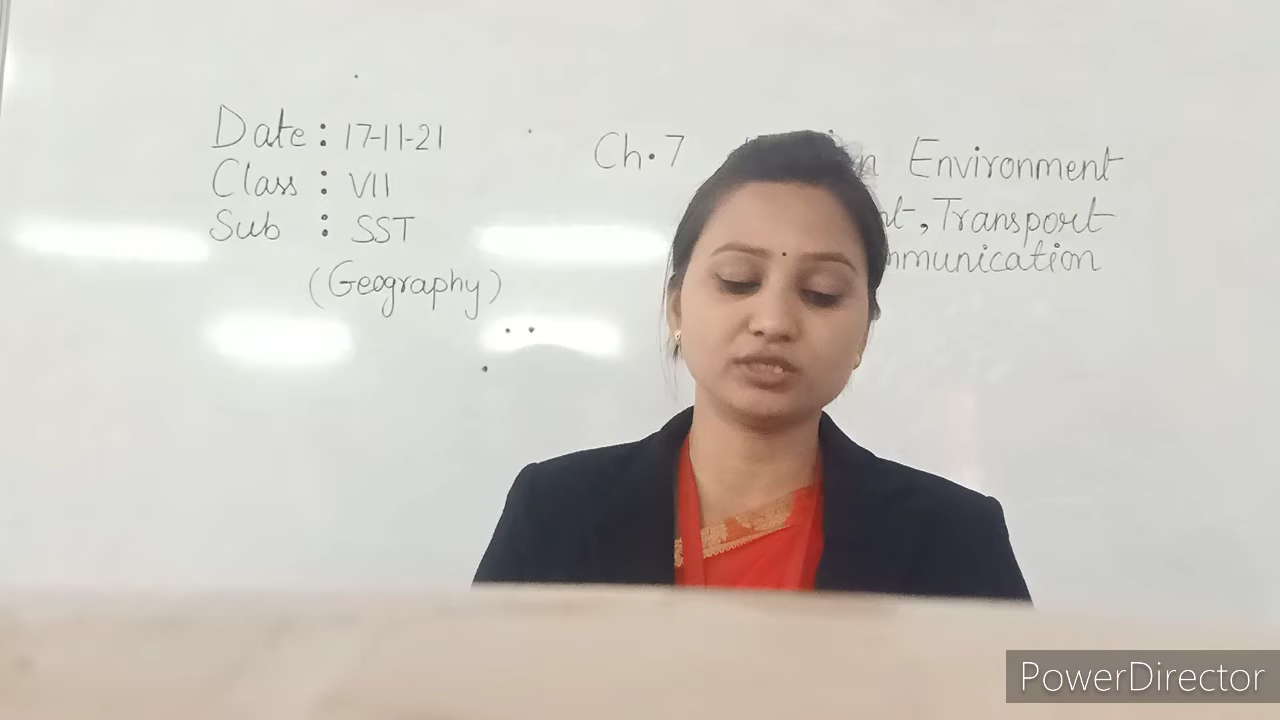 Date : 17-11-21
Class : VII
Sub : SST
(Geography)
Ch.7 Environment
, Transport
PowerDirector